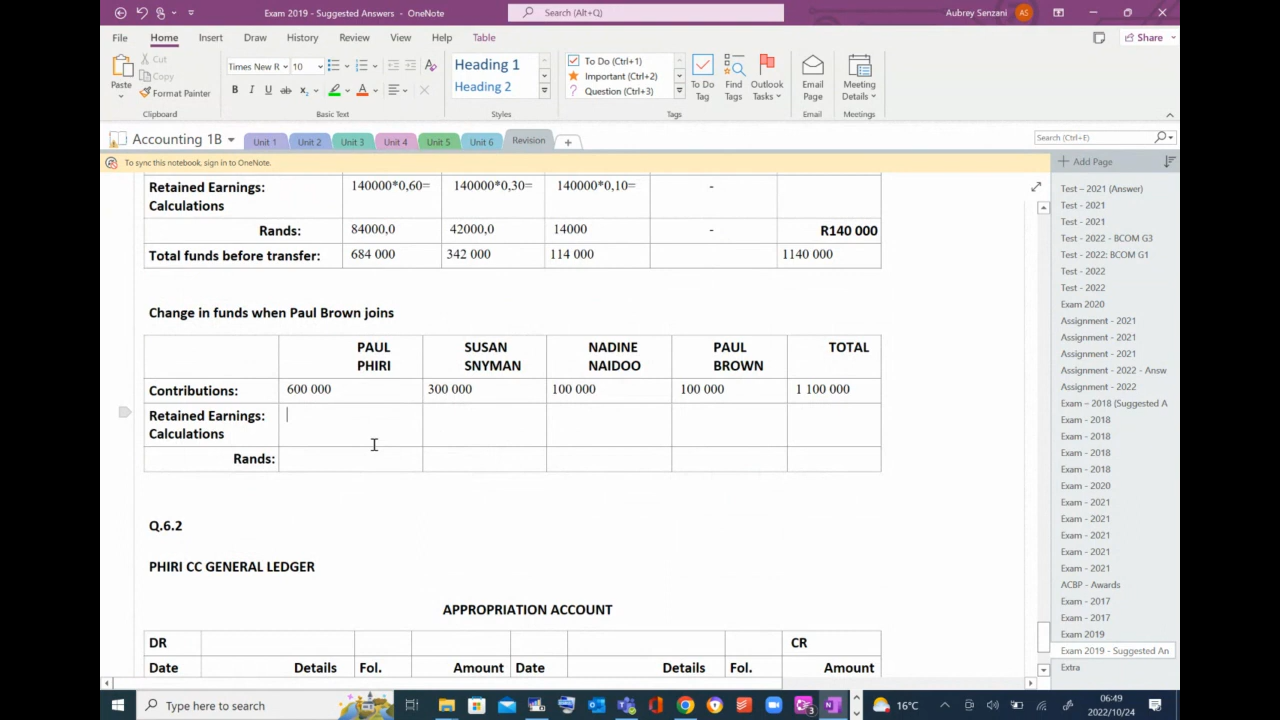 Exam 2019 - Suggested Answers - OneNote
Search (Alt+Q)
Aubrey Senzani
AS
File Home Insert Draw History Review View Help Table
Share
Paste
Cut
Copy
Format Painter
Clipboard
Times New R 10
B I U ab x
A
Basic Text
Heading 1
Heading 2
Styles
To Do (Ctrl+1)
Important (Ctrl+2)
Question (Ctrl+3)
To Do Tag
Find Tags
Outlook Tasks
Tags
Email Page
Email
Meeting Details
Meetings
Accounting 1B
Unit 1 Unit 2 Unit 3 Unit 4 Unit 5 Unit 6 Revision
Search (Ctrl+E)
To sync this notebook, sign in to OneNote.
Retained Earnings: Calculations 140000*0,60= 140000*0,30= 140000*0,10= -
Rands: 84000,0 42000,0 14000 - R140 000
Total funds before transfer: 684 000 342 000 114 000 1140 000
Change in funds when Paul Brown joins
PAUL PHIRI SUSAN SNYMAN NADINE NAIDOO PAUL BROWN TOTAL
Contributions: 600 000 300 000 100 000 100 000 1 100 000
Retained Earnings: Calculations
Rands:
Q.6.2
PHIRI CC GENERAL LEDGER
APPROPRIATION ACCOUNT
DR CR
Date Details Fol. Amount Date Details Fol. Amount
Add Page
Test – 2021 (Answer)
Test - 2021
Test - 2021
Test - 2022 - BCOM G3
Test - 2022: BCOM G1
Test - 2022
Test - 2022
Exam 2020
Assignment - 2021
Assignment - 2021
Assignment - 2021
Assignment - 2022 - Answ
Assignment - 2022
Exam – 2018 (Suggested A
Exam - 2018
Exam - 2018
Exam - 2018
Exam - 2018
Exam - 2020
Exam - 2021
Exam - 2021
Exam - 2021
Exam - 2021
Exam - 2021
ACBP - Awards
Exam - 2017
Exam - 2017
Exam 2019
Exam 2019 - Suggested An
Extra
Type here to search
16°C
06:49
2022/10/24